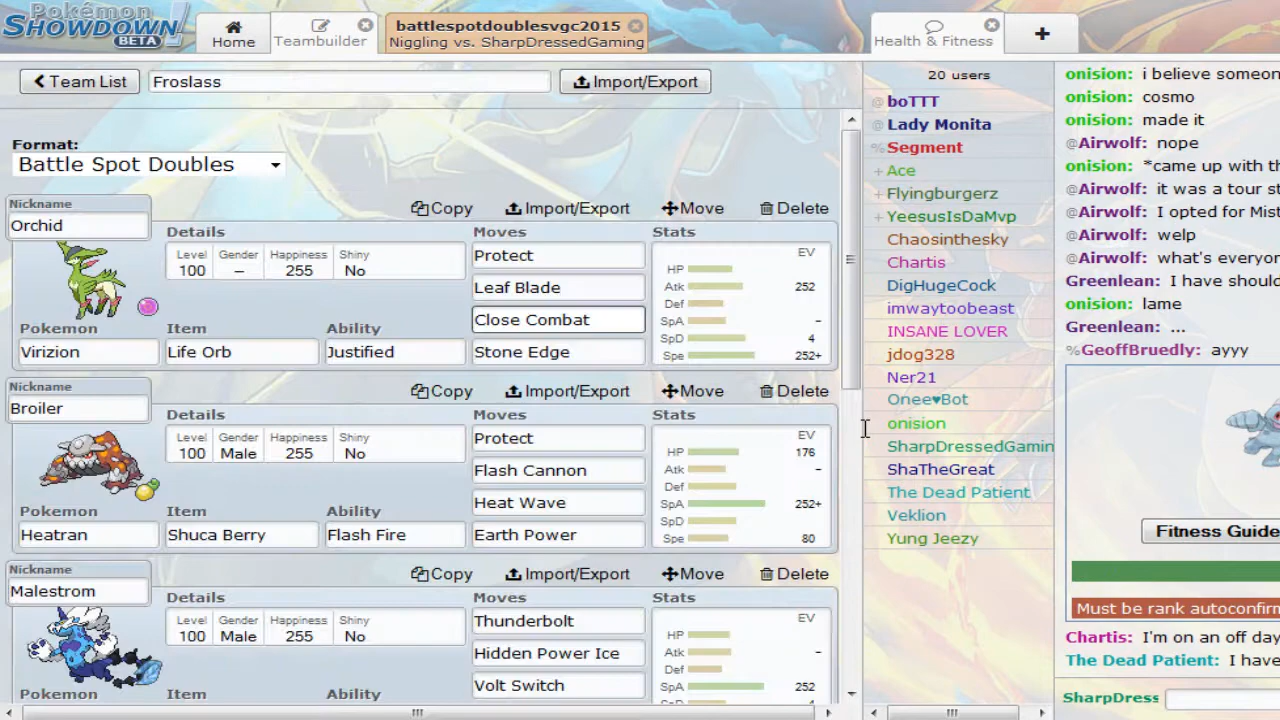 Pokémon
SHOWDOWN!
BETA
Home
Teambuilder
battlespotdoublesvgc2015
Niggling vs. SharpDressedGaming
Health & Fitness
+
Team List
Froslass
Import/Export
Format:
Battle Spot Doubles
Nickname
Orchid
Copy Import/Export Move Delete
Details
Level Gender Happiness Shiny
100 – 255 No
Pokemon Item Ability
Virizion Life Orb Justified
Moves
Protect
Leaf Blade
Close Combat
Stone Edge
Stats
EV
HP
Atk 252
Def
SpA –
SpD 4
Spe 252+
Nickname
Broiler
Copy Import/Export Move Delete
Details
Level Gender Happiness Shiny
100 Male 255 No
Pokemon Item Ability
Heatran Shuca Berry Flash Fire
Moves
Protect
Flash Cannon
Heat Wave
Earth Power
Stats
EV
HP 176
Atk –
Def
SpA 252+
SpD
Spe 80
Nickname
Malestrom
Copy Import/Export Move Delete
Details
Level Gender Happiness Shiny
100 Male 255 No
Pokemon Item Ability
Moves
Thunderbolt
Hidden Power Ice
Volt Switch
Stats
EV
HP
Atk –
Def
SpA 252
20 users
@boTTT
@Lady Monita
%Segment
+Ace
+Flyingburgerz
+YeesusIsDaMvp
Chaosinthesky
Chartis
DigHugeCock
imwaytoobeast
INSANE LOVER
jdog328
Ner21
Onee♥Bot
onision
SharpDressedGamin
ShaTheGreat
The Dead Patient
Veklion
Yung Jeezy
onision: i believe someon
onision: cosmo
onision: made it
@Airwolf: nope
onision: *came up with th
@Airwolf: it was a tour st
@Airwolf: I opted for Mist
@Airwolf: welp
@Airwolf: what's everyor
Greenlean: I have should
onision: lame
Greenlean: ...
%GeoffBruedly: ayyy
Fitness Guide
Must be rank autoconfirm
Chartis: I'm on an off day
The Dead Patient: I have
SharpDress